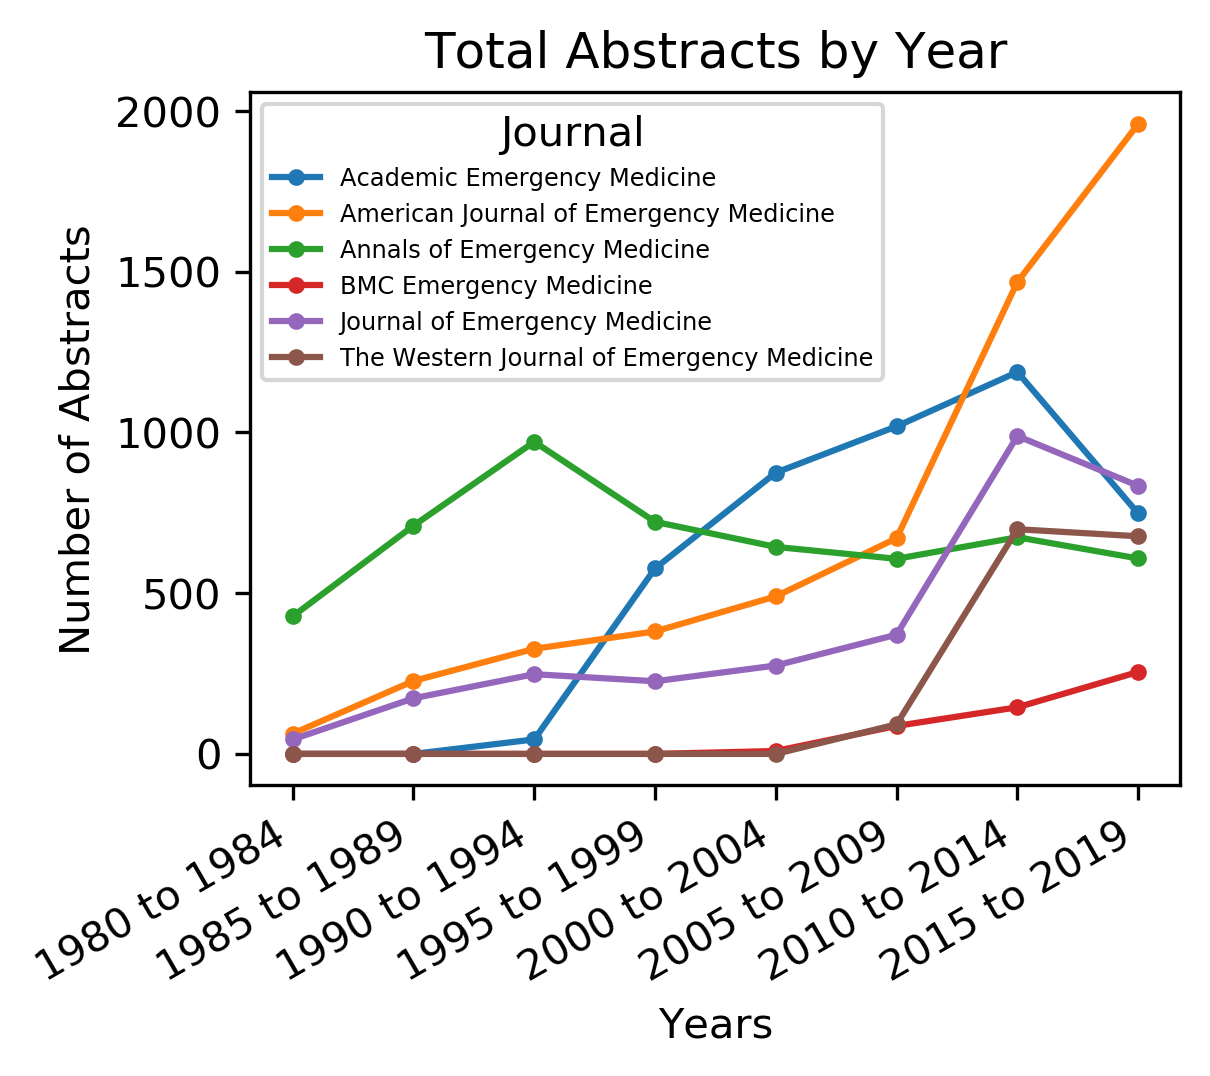 Total Abstracts by Year
Number of Abstracts
2000
1500
1000
500
0
Journal
Academic Emergency Medicine
American Journal of Emergency Medicine
Annals of Emergency Medicine
BMC Emergency Medicine
Journal of Emergency Medicine
The Western Journal of Emergency Medicine
1980 to 1984
1985 to 1989
1990 to 1994
1995 to 1999
2000 to 2004
2005 to 2009
2010 to 2014
2015 to 2019
Years